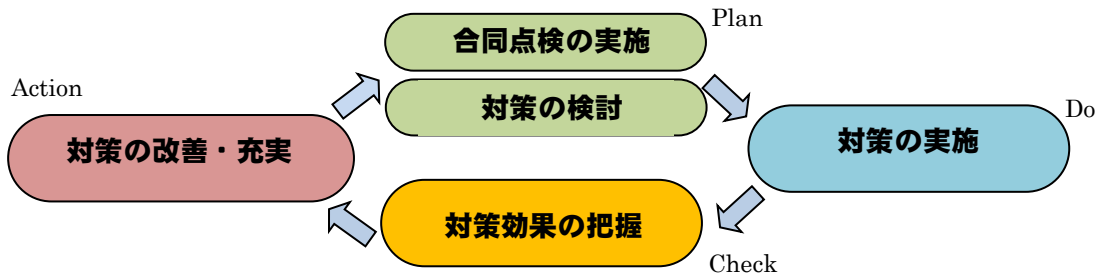 合同点検の実施
Plan
対策の検討
対策の実施
Do
対策効果の把握
Check
対策の改善・充実
Action